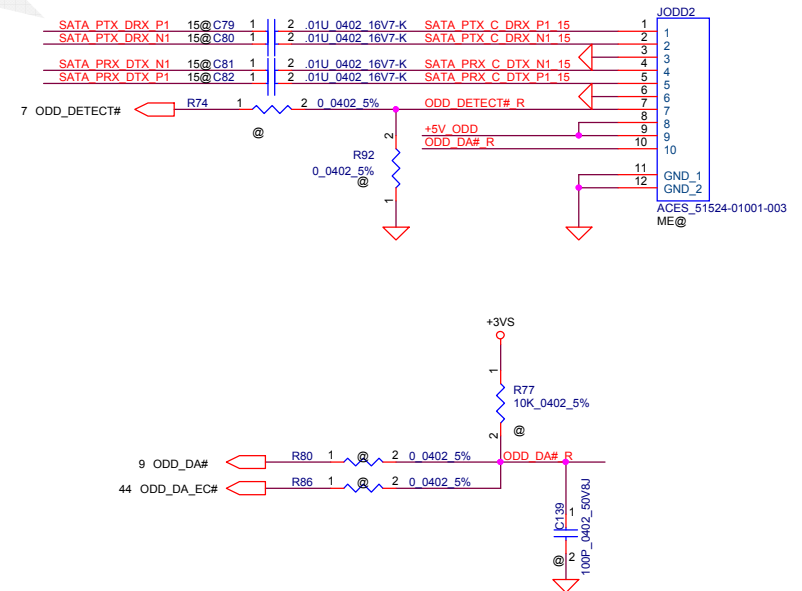 JODD2
SATA_PTX_DRX_P1 15@ C79 1 2 .01U_0402_16V7-K SATA_PTX_C_DRX_P1_15 1 1
SATA_PTX_DRX_N1 15@ C80 1 2 .01U_0402_16V7-K SATA_PTX_C_DRX_N1_15 2 2
3 3
SATA_PRX_DTX_N1 15@ C81 1 2 .01U_0402_16V7-K SATA_PRX_C_DTX_N1_15 4 4
SATA_PRX_DTX_P1 15@ C82 1 2 .01U_0402_16V7-K SATA_PRX_C_DTX_P1_15 5 5
6 6
7 ODD_DETECT# R74 1 2 0_0402_5% ODD_DETECT#_R 7 7
@
8 8
+5V_ODD 9 9
ODD_DA#_R 10 10
2
R92
0_0402_5%
@
1
11 GND_1
12 GND_2
ACES_51524-01001-003
ME@
+3VS
1
R77
10K_0402_5%
@
2
9 ODD_DA# R80 1 @ 2 0_0402_5% ODD_DA#_R
44 ODD_DA_EC# R86 1 @ 2 0_0402_5%
C139
1
100P_0402_50V8J
@
2